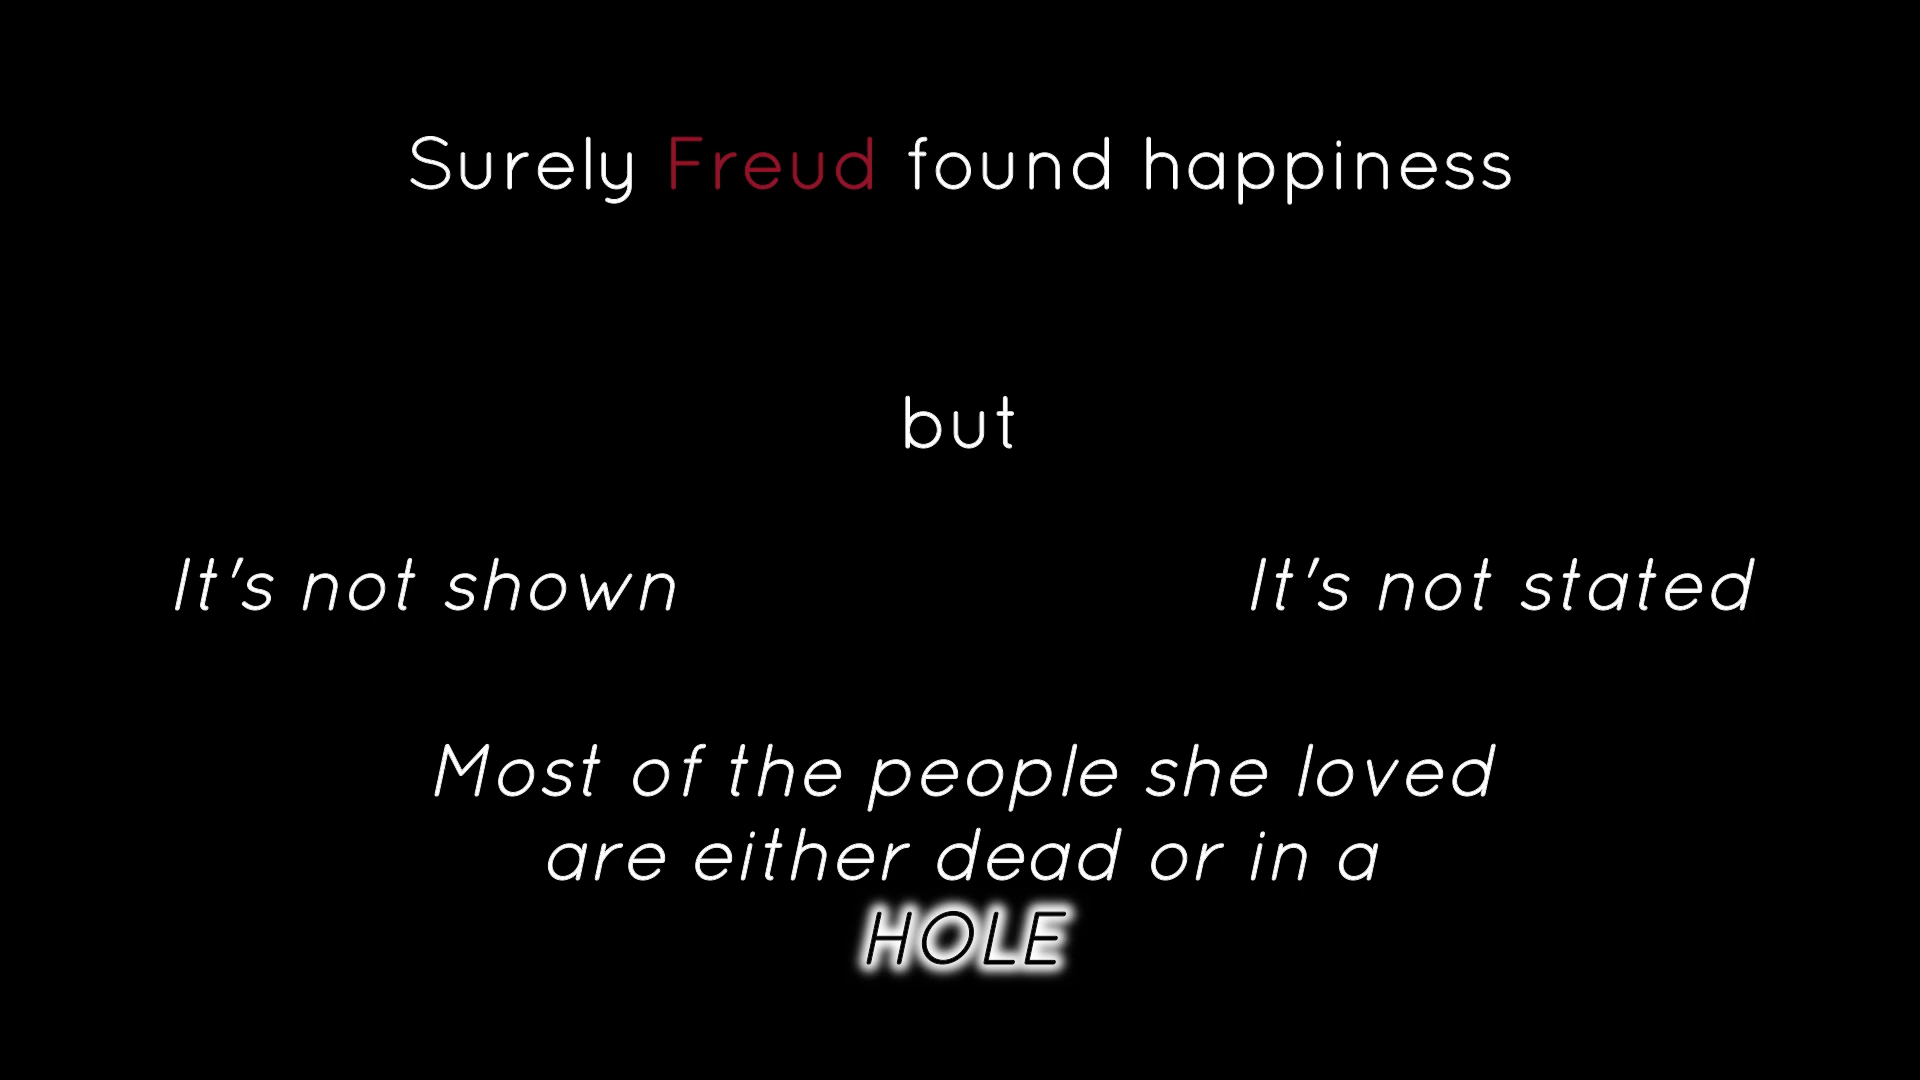 Surely Freud found happiness
but
It's not shown
It's not stated
Most of the people she loved
are either dead or in a
HOLE